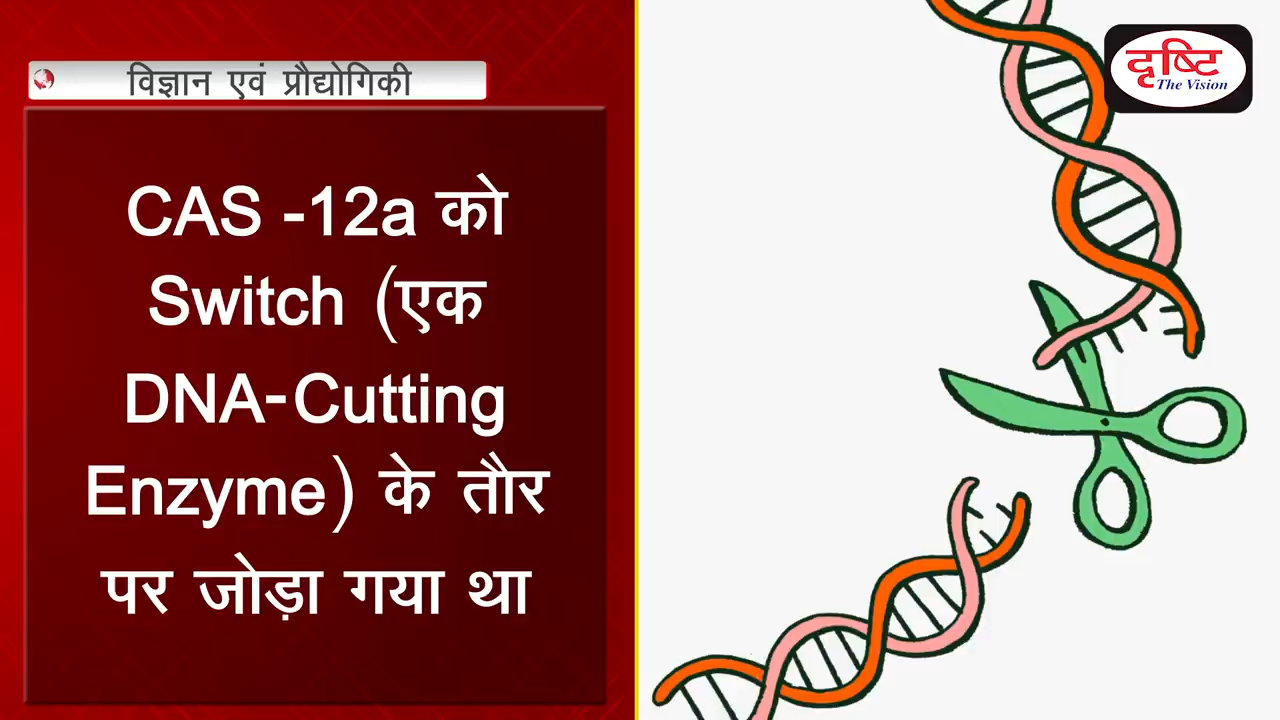 विज्ञान एवं प्रौद्योगिकी
CAS -12a को
Switch (एक
DNA-Cutting
Enzyme) के तौर
पर जोड़ा गया था
दृष्टि
The Vision